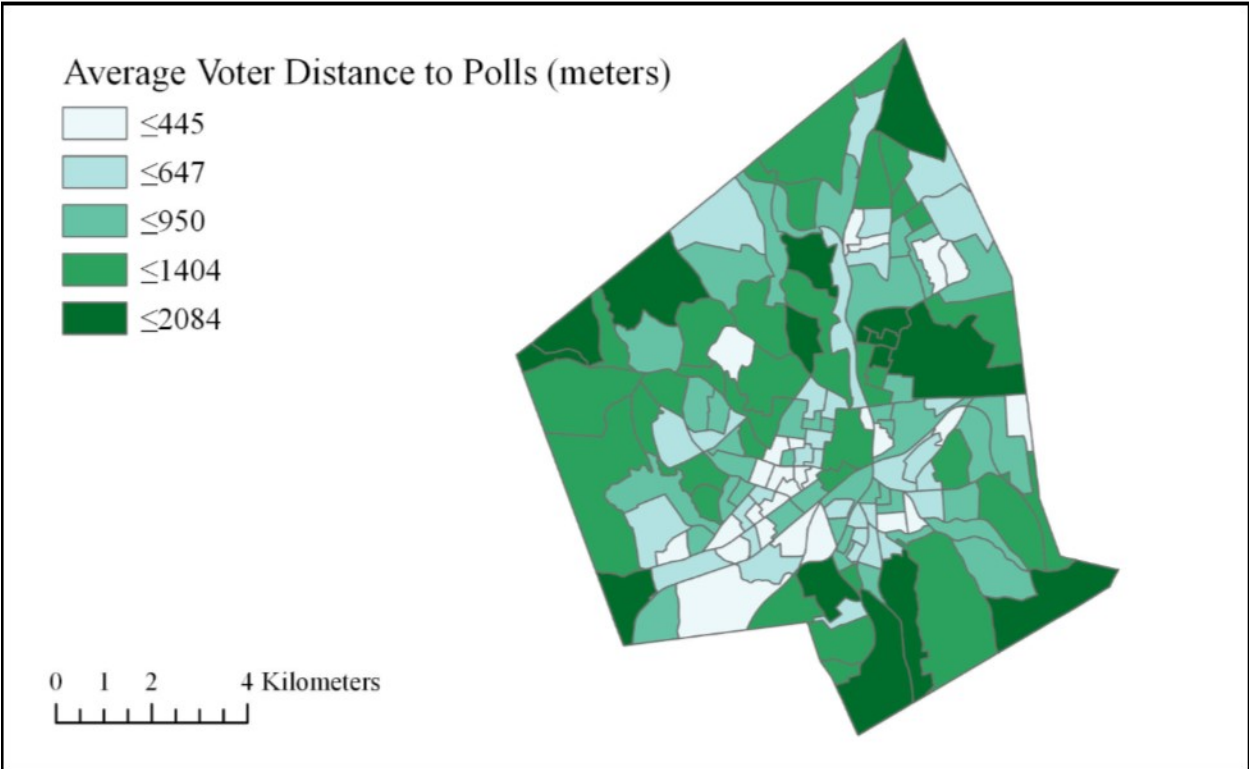 Average Voter Distance to Polls (meters)
≤445
≤647
≤950
≤1404
≤2084
0 1 2 4 Kilometers